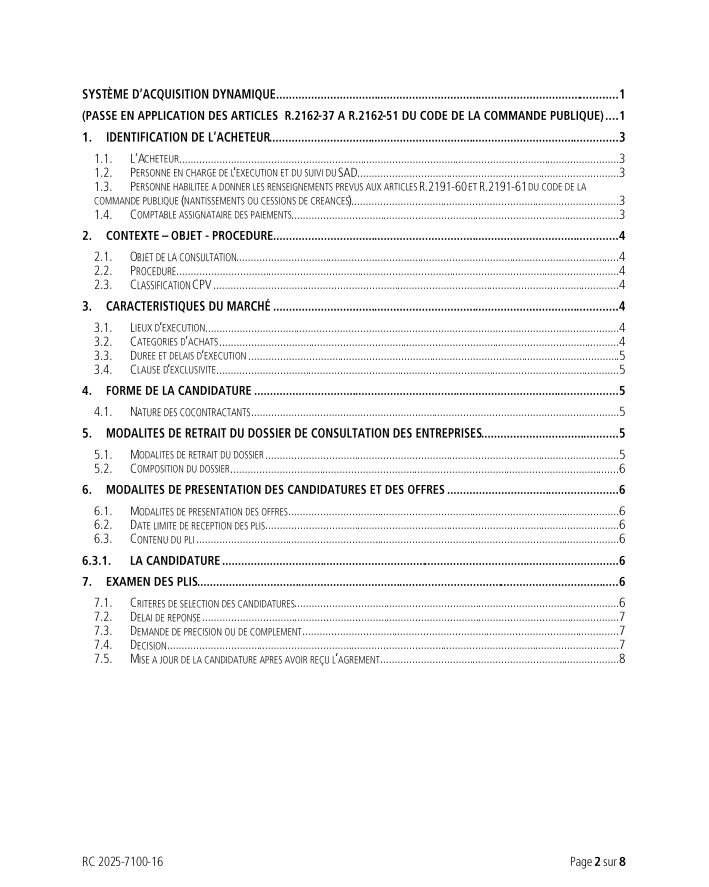 SYSTÈME D’ACQUISITION DYNAMIQUE....................1
(PASSE EN APPLICATION DES ARTICLES R.2162-37 A R.2162-51 DU CODE DE LA COMMANDE PUBLIQUE)....1
1. IDENTIFICATION DE L’ACHETEUR....................3
1.1. L’ACHETEUR....................3
1.2. PERSONNE EN CHARGE DE L’EXECUTION ET DU SUIVI DU SAD....................3
1.3. PERSONNE HABILITEE A DONNER LES RENSEIGNEMENTS PREVUS AUX ARTICLES R.2191-60 ET R.2191-61 DU CODE DE LA
COMMANDE PUBLIQUE (NANTISSEMENTS OU CESSIONS DE CREANCES)....................3
1.4. COMPTABLE ASSIGNATAIRE DES PAIEMENTS....................3
2. CONTEXTE – OBJET - PROCEDURE....................4
2.1. OBJET DE LA CONSULTATION....................4
2.2. PROCEDURE....................4
2.3. CLASSIFICATION CPV....................4
3. CARACTERISTIQUES DU MARCHÉ....................4
3.1. LIEUX D’EXECUTION....................4
3.2. CATEGORIES D’ACHATS....................4
3.3. DUREE ET DELAIS D’EXECUTION....................5
3.4. CLAUSE D’EXCLUSIVITE....................5
4. FORME DE LA CANDIDATURE....................5
4.1. NATURE DES COCONTRACTANTS....................5
5. MODALITES DE RETRAIT DU DOSSIER DE CONSULTATION DES ENTREPRISES....................5
5.1. MODALITES DE RETRAIT DU DOSSIER....................5
5.2. COMPOSITION DU DOSSIER....................6
6. MODALITES DE PRESENTATION DES CANDIDATURES ET DES OFFRES....................6
6.1. MODALITES DE PRESENTATION DES OFFRES....................6
6.2. DATE LIMITE DE RECEPTION DES PLIS....................6
6.3. CONTENU DU PLI....................6
6.3.1. LA CANDIDATURE....................6
7. EXAMEN DES PLIS....................6
7.1. CRITERES DE SELECTION DES CANDIDATURES....................6
7.2. DELAI DE REPONSE....................7
7.3. DEMANDE DE PRECISION OU DE COMPLEMENT....................7
7.4. DECISION....................7
7.5. MISE A JOUR DE LA CANDIDATURE APRES AVOIR REÇU L’AGREMENT....................8
RC 2025-7100-16 Page 2 sur 8